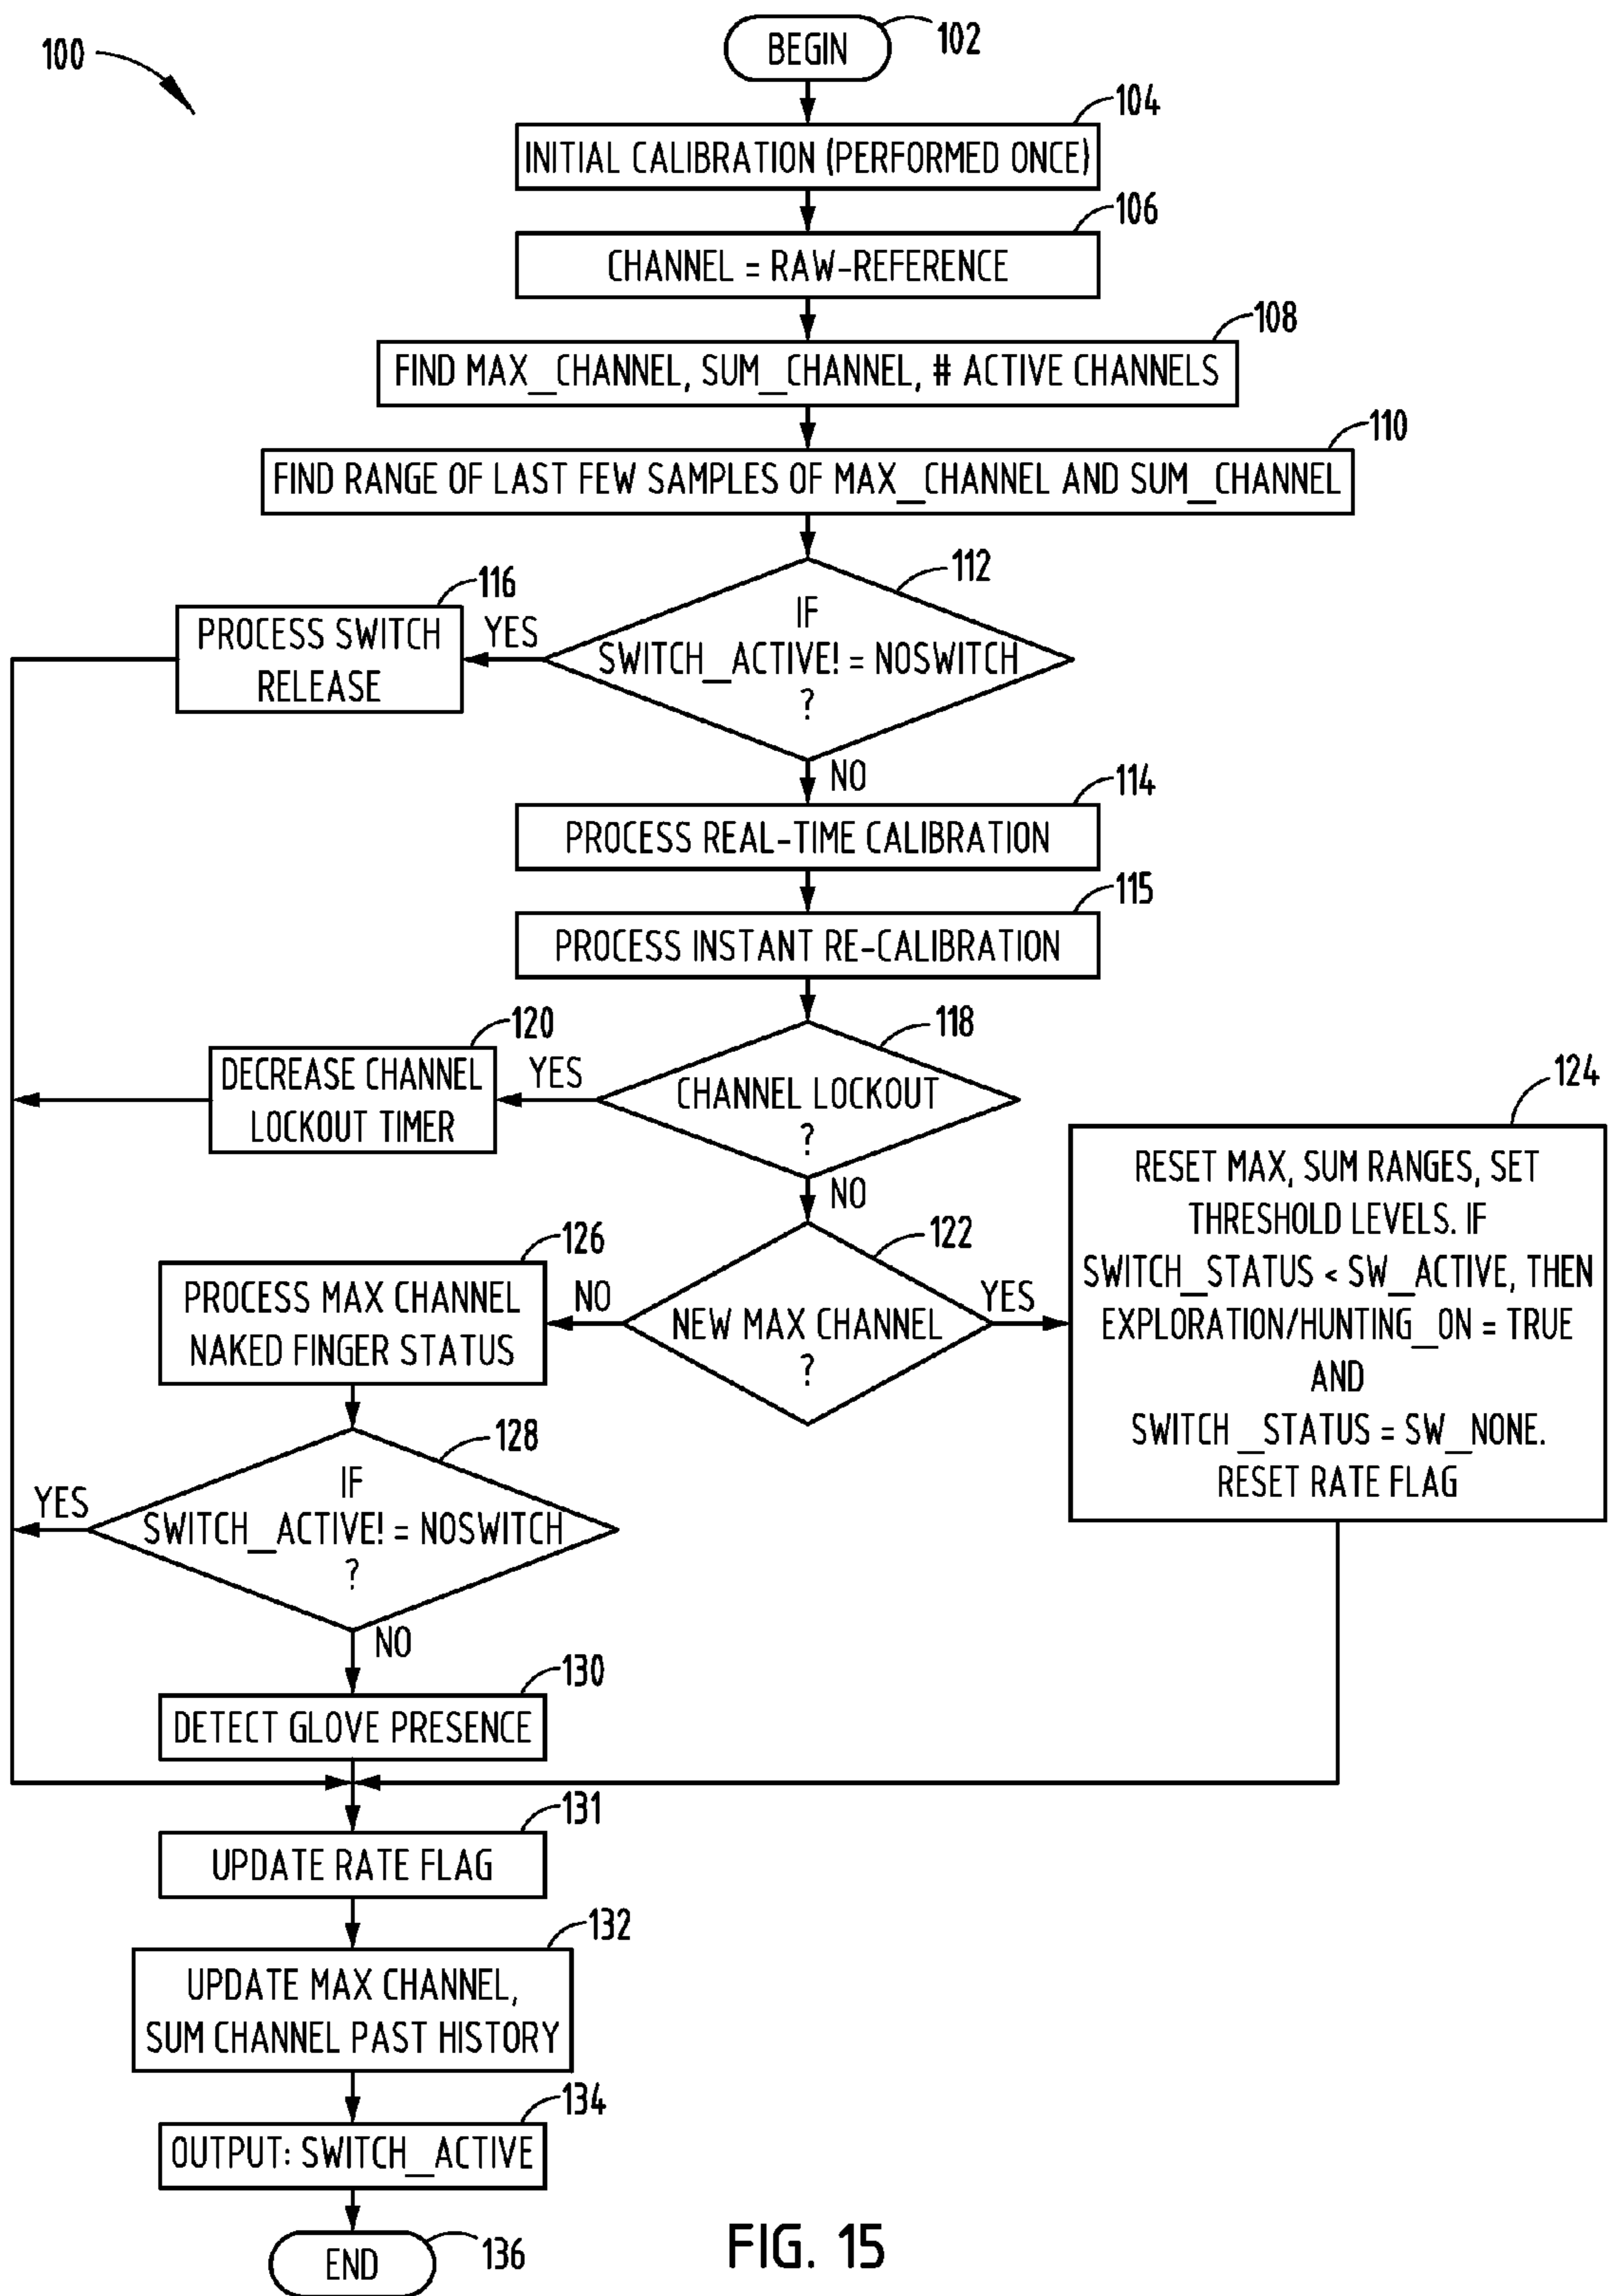 100
BEGIN
102
104
INITIAL CALIBRATION (PERFORMED ONCE)
106
CHANNEL = RAW-REFERENCE
108
FIND MAX_CHANNEL, SUM_CHANNEL, # ACTIVE CHANNELS
110
FIND RANGE OF LAST FEW SAMPLES OF MAX_CHANNEL AND SUM_CHANNEL
112
IF
SWITCH_ACTIVE! = NOSWITCH
?
YES
116
PROCESS SWITCH
RELEASE
NO
114
PROCESS REAL-TIME CALIBRATION
115
PROCESS INSTANT RE-CALIBRATION
118
CHANNEL LOCKOUT
?
YES
120
DECREASE CHANNEL
LOCKOUT TIMER
NO
122
NEW MAX CHANNEL
?
YES
124
RESET MAX, SUM RANGES, SET
THRESHOLD LEVELS. IF
SWITCH_STATUS < SW_ACTIVE, THEN
EXPLORATION/HUNTING_ON = TRUE
AND
SWITCH _STATUS = SW_NONE.
RESET RATE FLAG
NO
126
PROCESS MAX CHANNEL
NAKED FINGER STATUS
128
IF
SWITCH_ACTIVE! = NOSWITCH
?
YES
NO
130
DETECT GLOVE PRESENCE
131
UPDATE RATE FLAG
132
UPDATE MAX CHANNEL,
SUM CHANNEL PAST HISTORY
134
OUTPUT: SWITCH_ACTIVE
END
136
FIG. 15